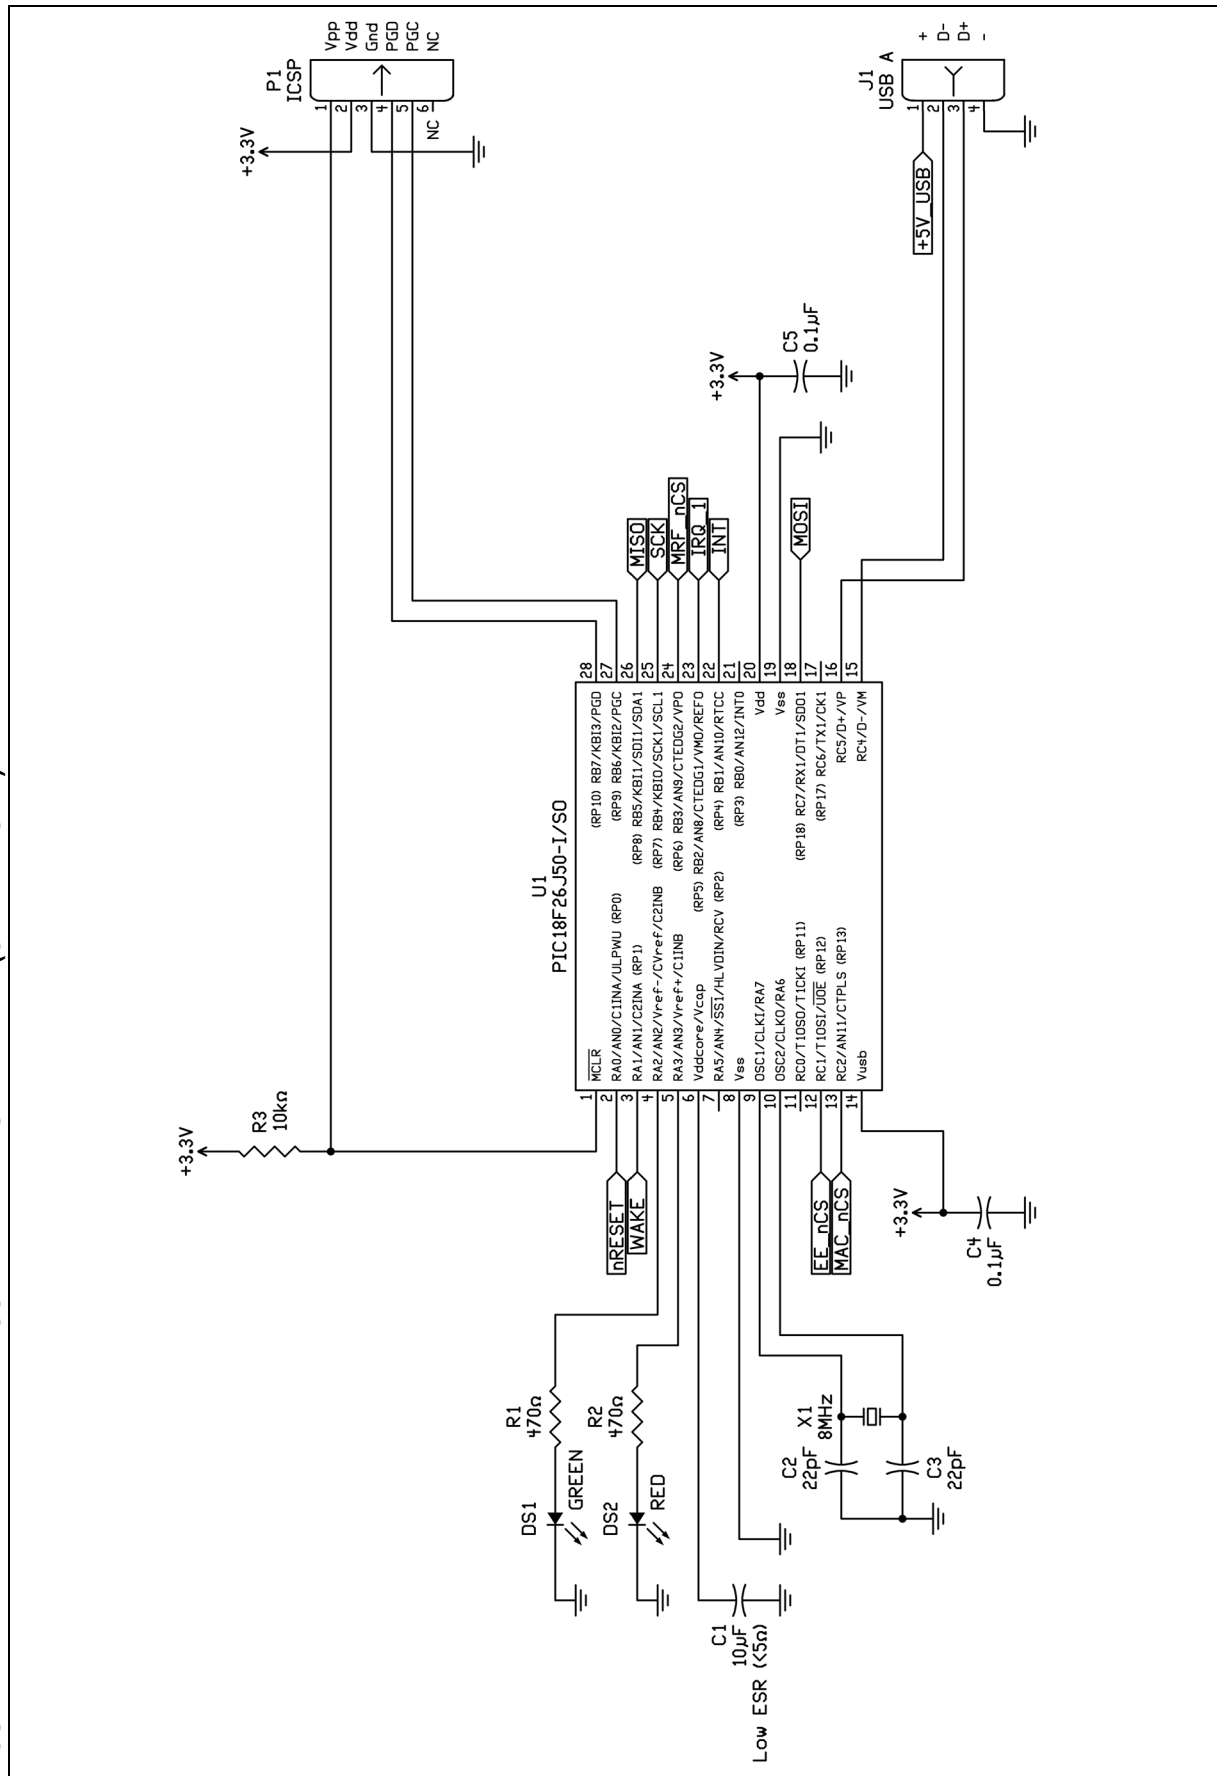 P1
ICSP
Vpp
Vdd
Gnd
PGD
PGC
NC
1
2
3
4
5
6
NC
+3.3V
J1
USB A
+
D-
D+
-
1
2
3
4
+5V_USB
+3.3V
C5
0.1µF
MISO
SCK
MRF_nCS
IRQ_1
INT
MOSI
U1
PIC18F26J50-I/SO
28
27
26
25
24
23
22
21
20
19
18
17
16
15
(RP10) RB7/KBI3/PGD
(RP9) RB6/KBI2/PGC
(RP8) RB5/KBI1/SDI1/SDA1
(RP7) RB4/KBI0/SCK1/SCL1
(RP6) RB3/AN9/CTEDG2/VPO
(RP5) RB2/AN8/CTEDG1/VMO/REFO
(RP4) RB1/AN10/RTCC
(RP3) RB0/AN12/INT0
Vdd
Vss
(RP18) RC7/RX1/DT1/SDO1
(RP17) RC6/TX1/CK1
RC5/D+/VP
RC4/D-/VM
MCLR
RA0/AN0/C1INA/ULPWU (RP0)
RA1/AN1/C2INA (RP1)
RA2/AN2/Vref-/CVref/C2INB
RA3/AN3/Vref+/C1INB
Vddcore/Vcap
RA5/AN4/SS1/HLVDIN/RCV (RP2)
Vss
OSC1/CLKI/RA7
OSC2/CLKO/RA6
RC0/T1OSO/T1CKI (RP11)
RC1/T1OSI/UOE (RP12)
RC2/AN11/CTPLS (RP13)
Vusb
1
2
3
4
5
6
7
8
9
10
11
12
13
14
+3.3V
R3
10kΩ
nRESET
WAKE
EE_nCS
MAC_nCS
+3.3V
C4
0.1µF
R1
470Ω
DS1
GREEN
R2
470Ω
DS2
RED
X1
8MHz
C2
22pF
C3
22pF
C1
10µF
Low ESR (<5Ω)